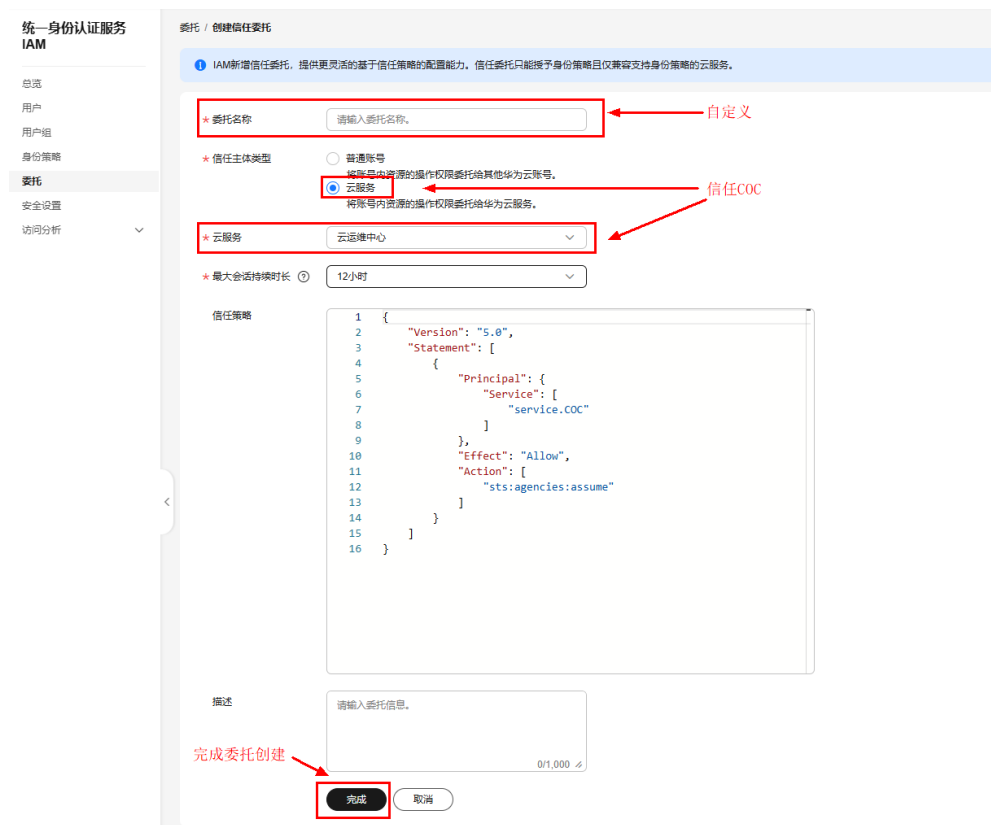 统一身份认证服务
IAM
总览
用户
用户组
身份策略
委托
安全设置
访问分析
委托 / 创建信任委托
IAM新增信任委托，提供更灵活的基于信任策略的配置能力。信任委托只能授予身份策略且仅兼容支持身份策略的云服务。
* 委托名称
请输入委托名称。
自定义
* 信任主体类型
普通账号
将账号内资源的操作权限委托给其他华为云账号。
云服务
将账号内资源的操作权限委托给华为云服务。
信任COC
* 云服务
云运维中心
* 最大会话持续时长
12小时
信任策略
1 {
2 "Version": "5.0",
3 "Statement": [
4 {
5 "Principal": {
6 "Service": [
7 "service.COC"
8 ]
9 },
10 "Effect": "Allow",
11 "Action": [
12 "sts:agencies:assume"
13 ]
14 }
15 ]
16 }
描述
请输入委托信息。
0/1,000
完成委托创建
完成
取消